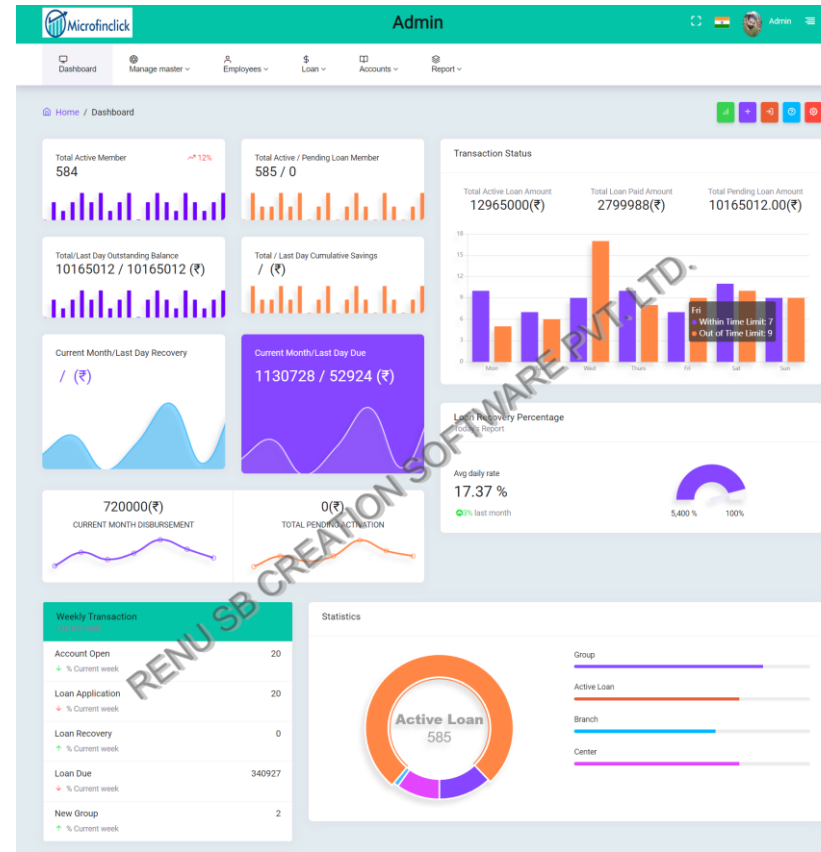 Microfinclick
Admin
Admin
Dashboard
Manage master
Employees
Loan
Accounts
Report
Home / Dashboard
Total Active Member
12%
584
Total Active / Pending Loan Member
585 / 0
Total/Last Day Outstanding Balance
10165012 / 10165012 (₹)
Total / Last Day Cumulative Savings
/ (₹)
Current Month/Last Day Recovery
/ (₹)
Current Month/Last Day Due
1130728 / 52924 (₹)
720000(₹)
CURRENT MONTH DISBURSEMENT
0(₹)
TOTAL PENDING ACTIVATION
Transaction Status
Total Active Loan Amount
12965000(₹)
Total Loan Paid Amount
2799988(₹)
Total Pending Loan Amount
10165012.00(₹)
18
15
12
9
6
3
0
Mon
Wed
Thurs
Fri
Sat
Sun
Fri
Within Time Limit: 7
Out of Time Limit: 9
Loan Recovery Percentage
Today's Report
Avg daily rate
17.37 %
last month
5,400 %
100%
Weekly Transaction
Account Open
20
% Current week
Loan Application
20
% Current week
Loan Recovery
0
% Current week
Loan Due
340927
% Current week
New Group
2
% Current week
Statistics
Active Loan
585
Group
Active Loan
Branch
Center
RENU SB CREATION SOFTWARE PVT. LTD.